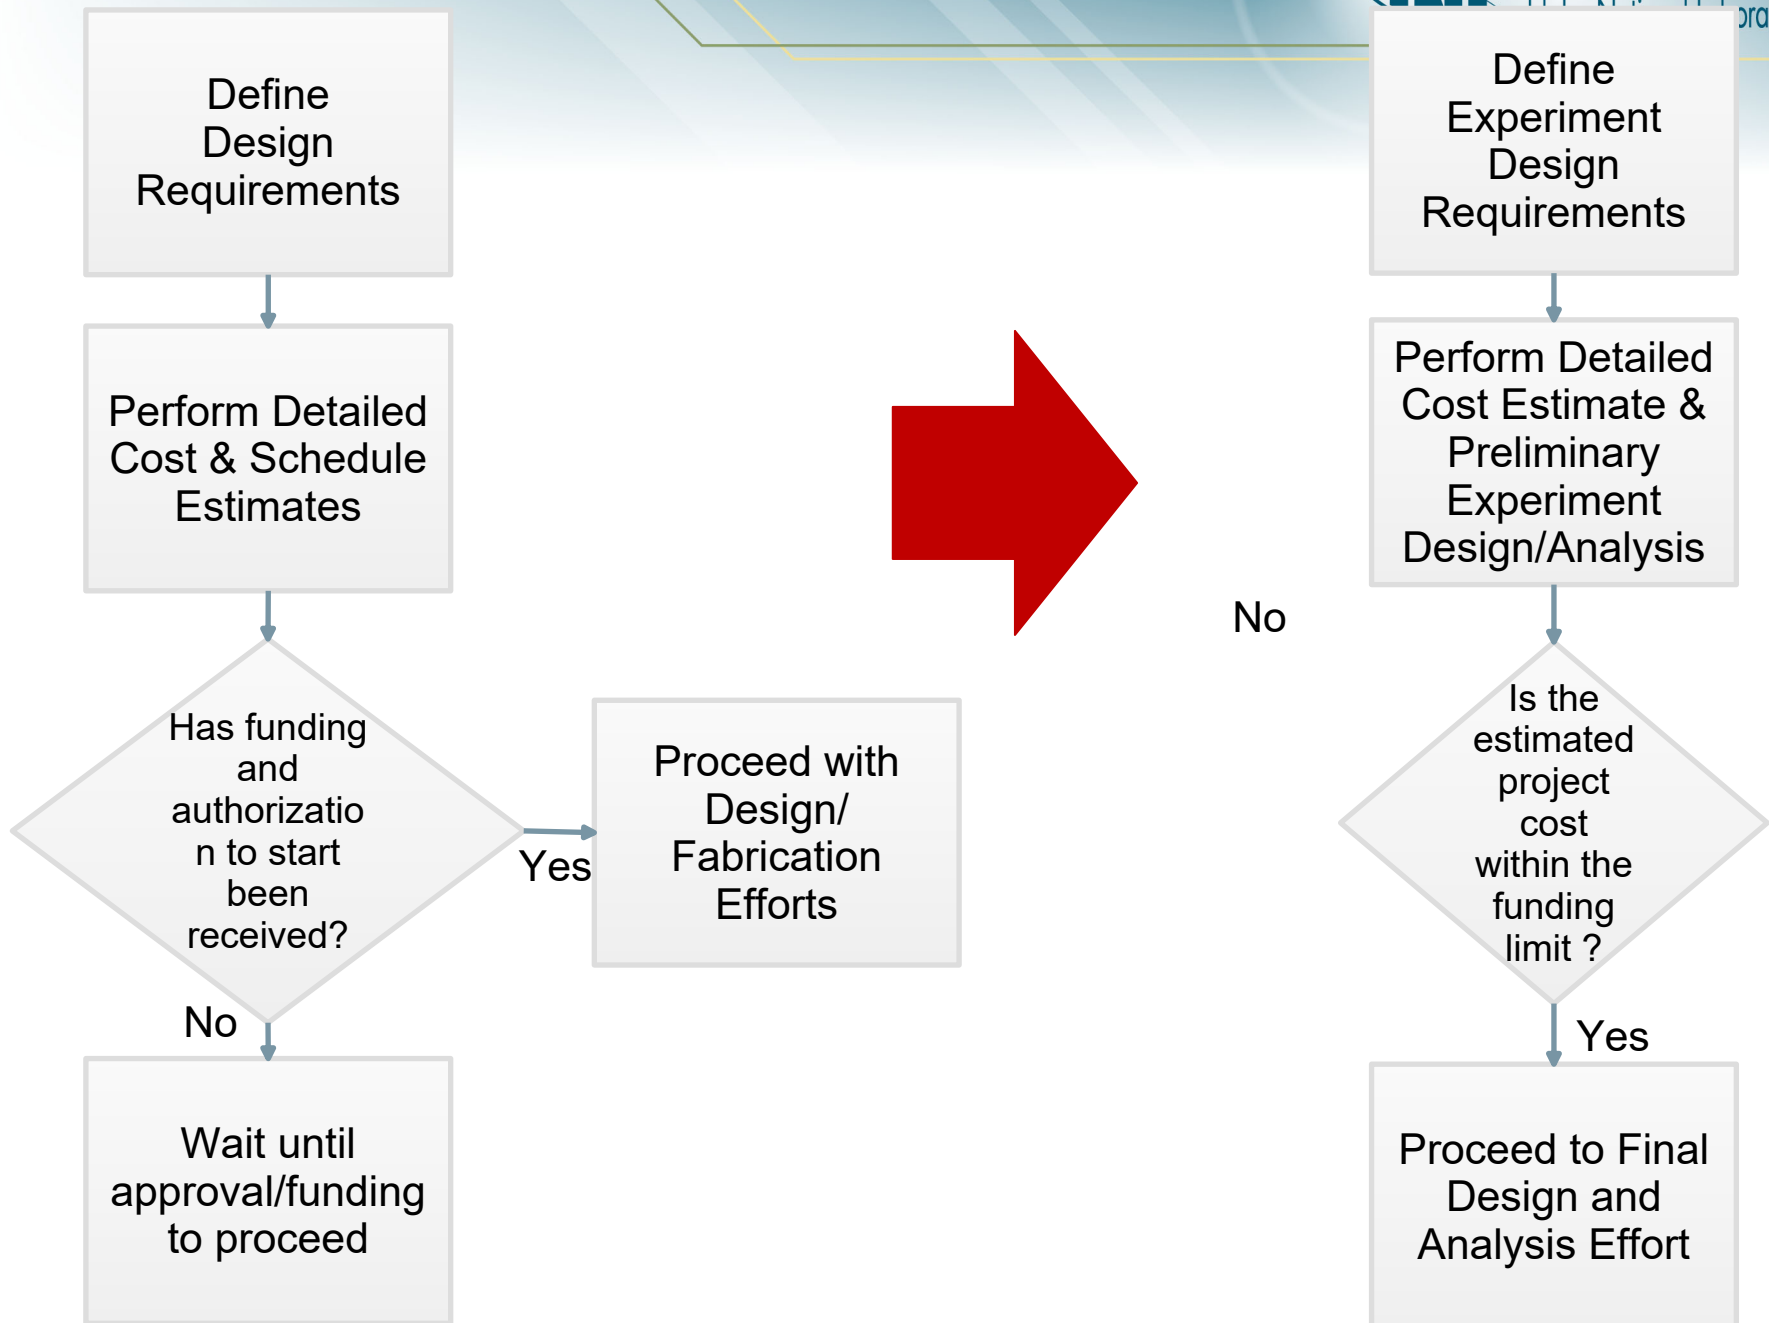 Define
Design
Requirements
Perform Detailed
Cost & Schedule
Estimates
Has funding
and
authorizatio
n to start
been
received?
Yes
Proceed with
Design/
Fabrication
Efforts
No
Wait until
approval/funding
to proceed
Define
Experiment
Design
Requirements
Perform Detailed
Cost Estimate &
Preliminary
Experiment
Design/Analysis
No
Is the
estimated
project
cost
within the
funding
limit ?
Yes
Proceed to Final
Design and
Analysis Effort